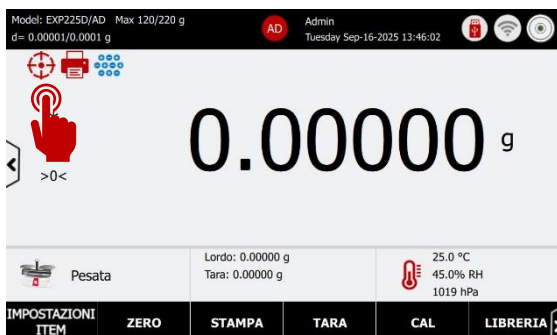 Model: EXP225D/AD Max 120/220 g
d= 0.00001/0.0001 g
AD
Admin
Tuesday Sep-16-2025 13:46:02
0.00000 g
>0<
Pesata
Lordo: 0.00000 g
Tara: 0.00000 g
25.0 °C
45.0% RH
1019 hPa
IMPOSTAZIONI
ITEM
ZERO
STAMPA
TARA
CAL
LIBRERIA